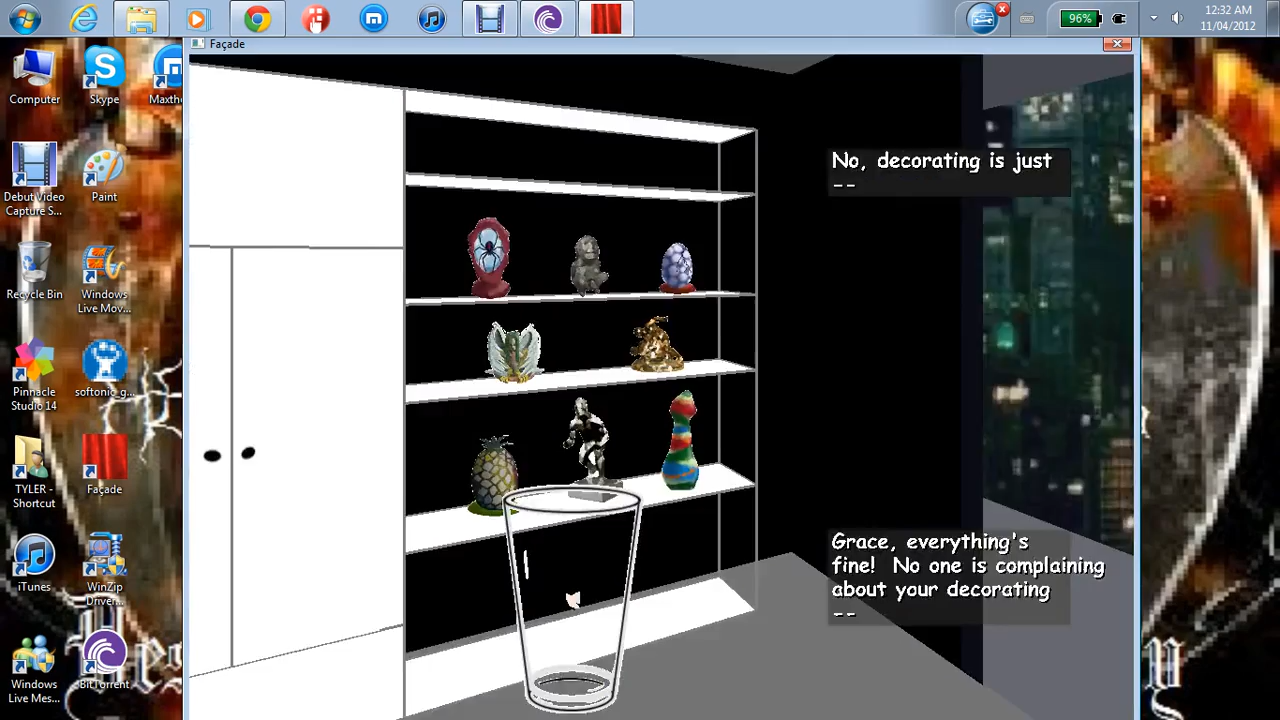 96%
12:32 AM
11/04/2012
Façade
Computer
Skype
Maxtho
Debut Video
Capture S...
Paint
Recycle Bin
Windows
Live Mov...
Pinnacle
Studio 14
softonic_g...
TYLER -
Shortcut
Façade
iTunes
WinZip
Driver...
Windows
Live Mes...
BitTorrent
No, decorating is just
--
Grace, everything's
fine! No one is complaining
about your decorating
--